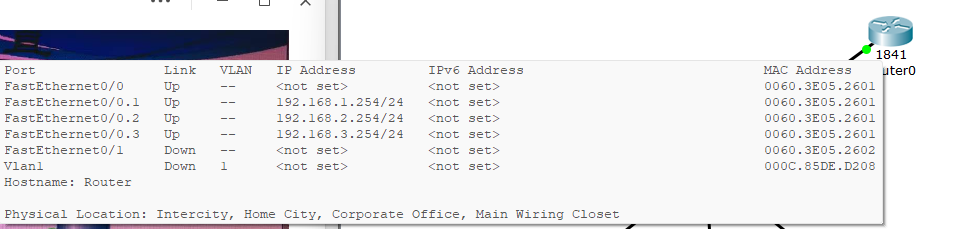 1841
Router0
Port Link VLAN IP Address IPv6 Address MAC Address
FastEthernet0/0 Up -- <not set> <not set> 0060.3E05.2601
FastEthernet0/0.1 Up -- 192.168.1.254/24 <not set> 0060.3E05.2601
FastEthernet0/0.2 Up -- 192.168.2.254/24 <not set> 0060.3E05.2601
FastEthernet0/0.3 Up -- 192.168.3.254/24 <not set> 0060.3E05.2601
FastEthernet0/1 Down -- <not set> <not set> 0060.3E05.2602
Vlan1 Down 1 <not set> <not set> 000C.85DE.D208
Hostname: Router
Physical Location: Intercity, Home City, Corporate Office, Main Wiring Closet